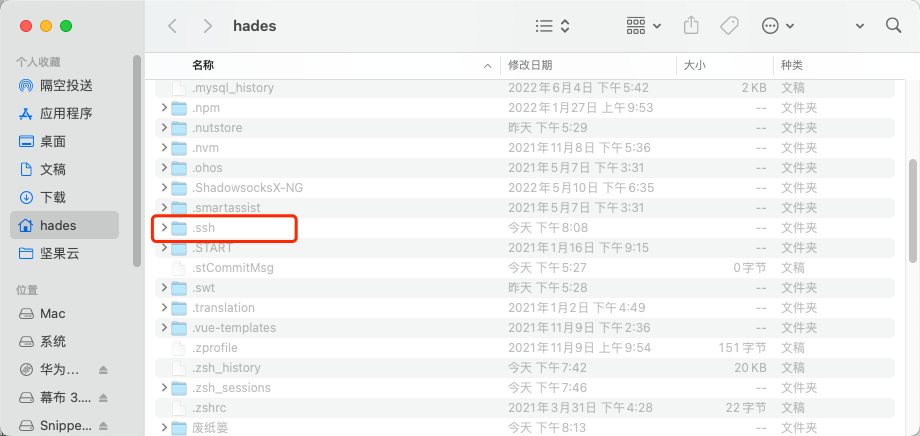 hades
个人收藏
隔空投送
应用程序
桌面
文稿
下载
hades
坚果云
位置
Mac
系统
华为…
幕布 3....
Snippe...
名称 修改日期 大小 种类
.mysql_history 2022年6月4日 下午5:42 2 KB 文稿
.npm 2022年1月27日 上午9:53 -- 文件夹
.nutstore 昨天 下午5:29 -- 文件夹
.nvm 2021年11月8日 下午5:36 -- 文件夹
.ohos 2021年5月7日 下午3:31 -- 文件夹
.ShadowsocksX-NG 2022年5月10日 下午6:35 -- 文件夹
.smartassist 2021年5月7日 下午3:31 -- 文件夹
.ssh 今天 下午8:08 -- 文件夹
.START 2021年1月16日 下午9:15 -- 文件夹
.stCommitMsg 今天 下午5:27 0字节 文稿
.swt 昨天 下午5:28 -- 文件夹
.translation 2021年1月2日 下午4:49 -- 文件夹
.vue-templates 2021年11月9日 下午2:36 -- 文件夹
.zprofile 2021年11月9日 上午9:54 151字节 文稿
.zsh_history 今天 下午7:42 20 KB 文稿
.zsh_sessions 今天 下午7:46 -- 文件夹
.zshrc 2021年3月31日 下午4:28 22字节 文稿
废纸篓 今天 下午8:13 -- 文件夹